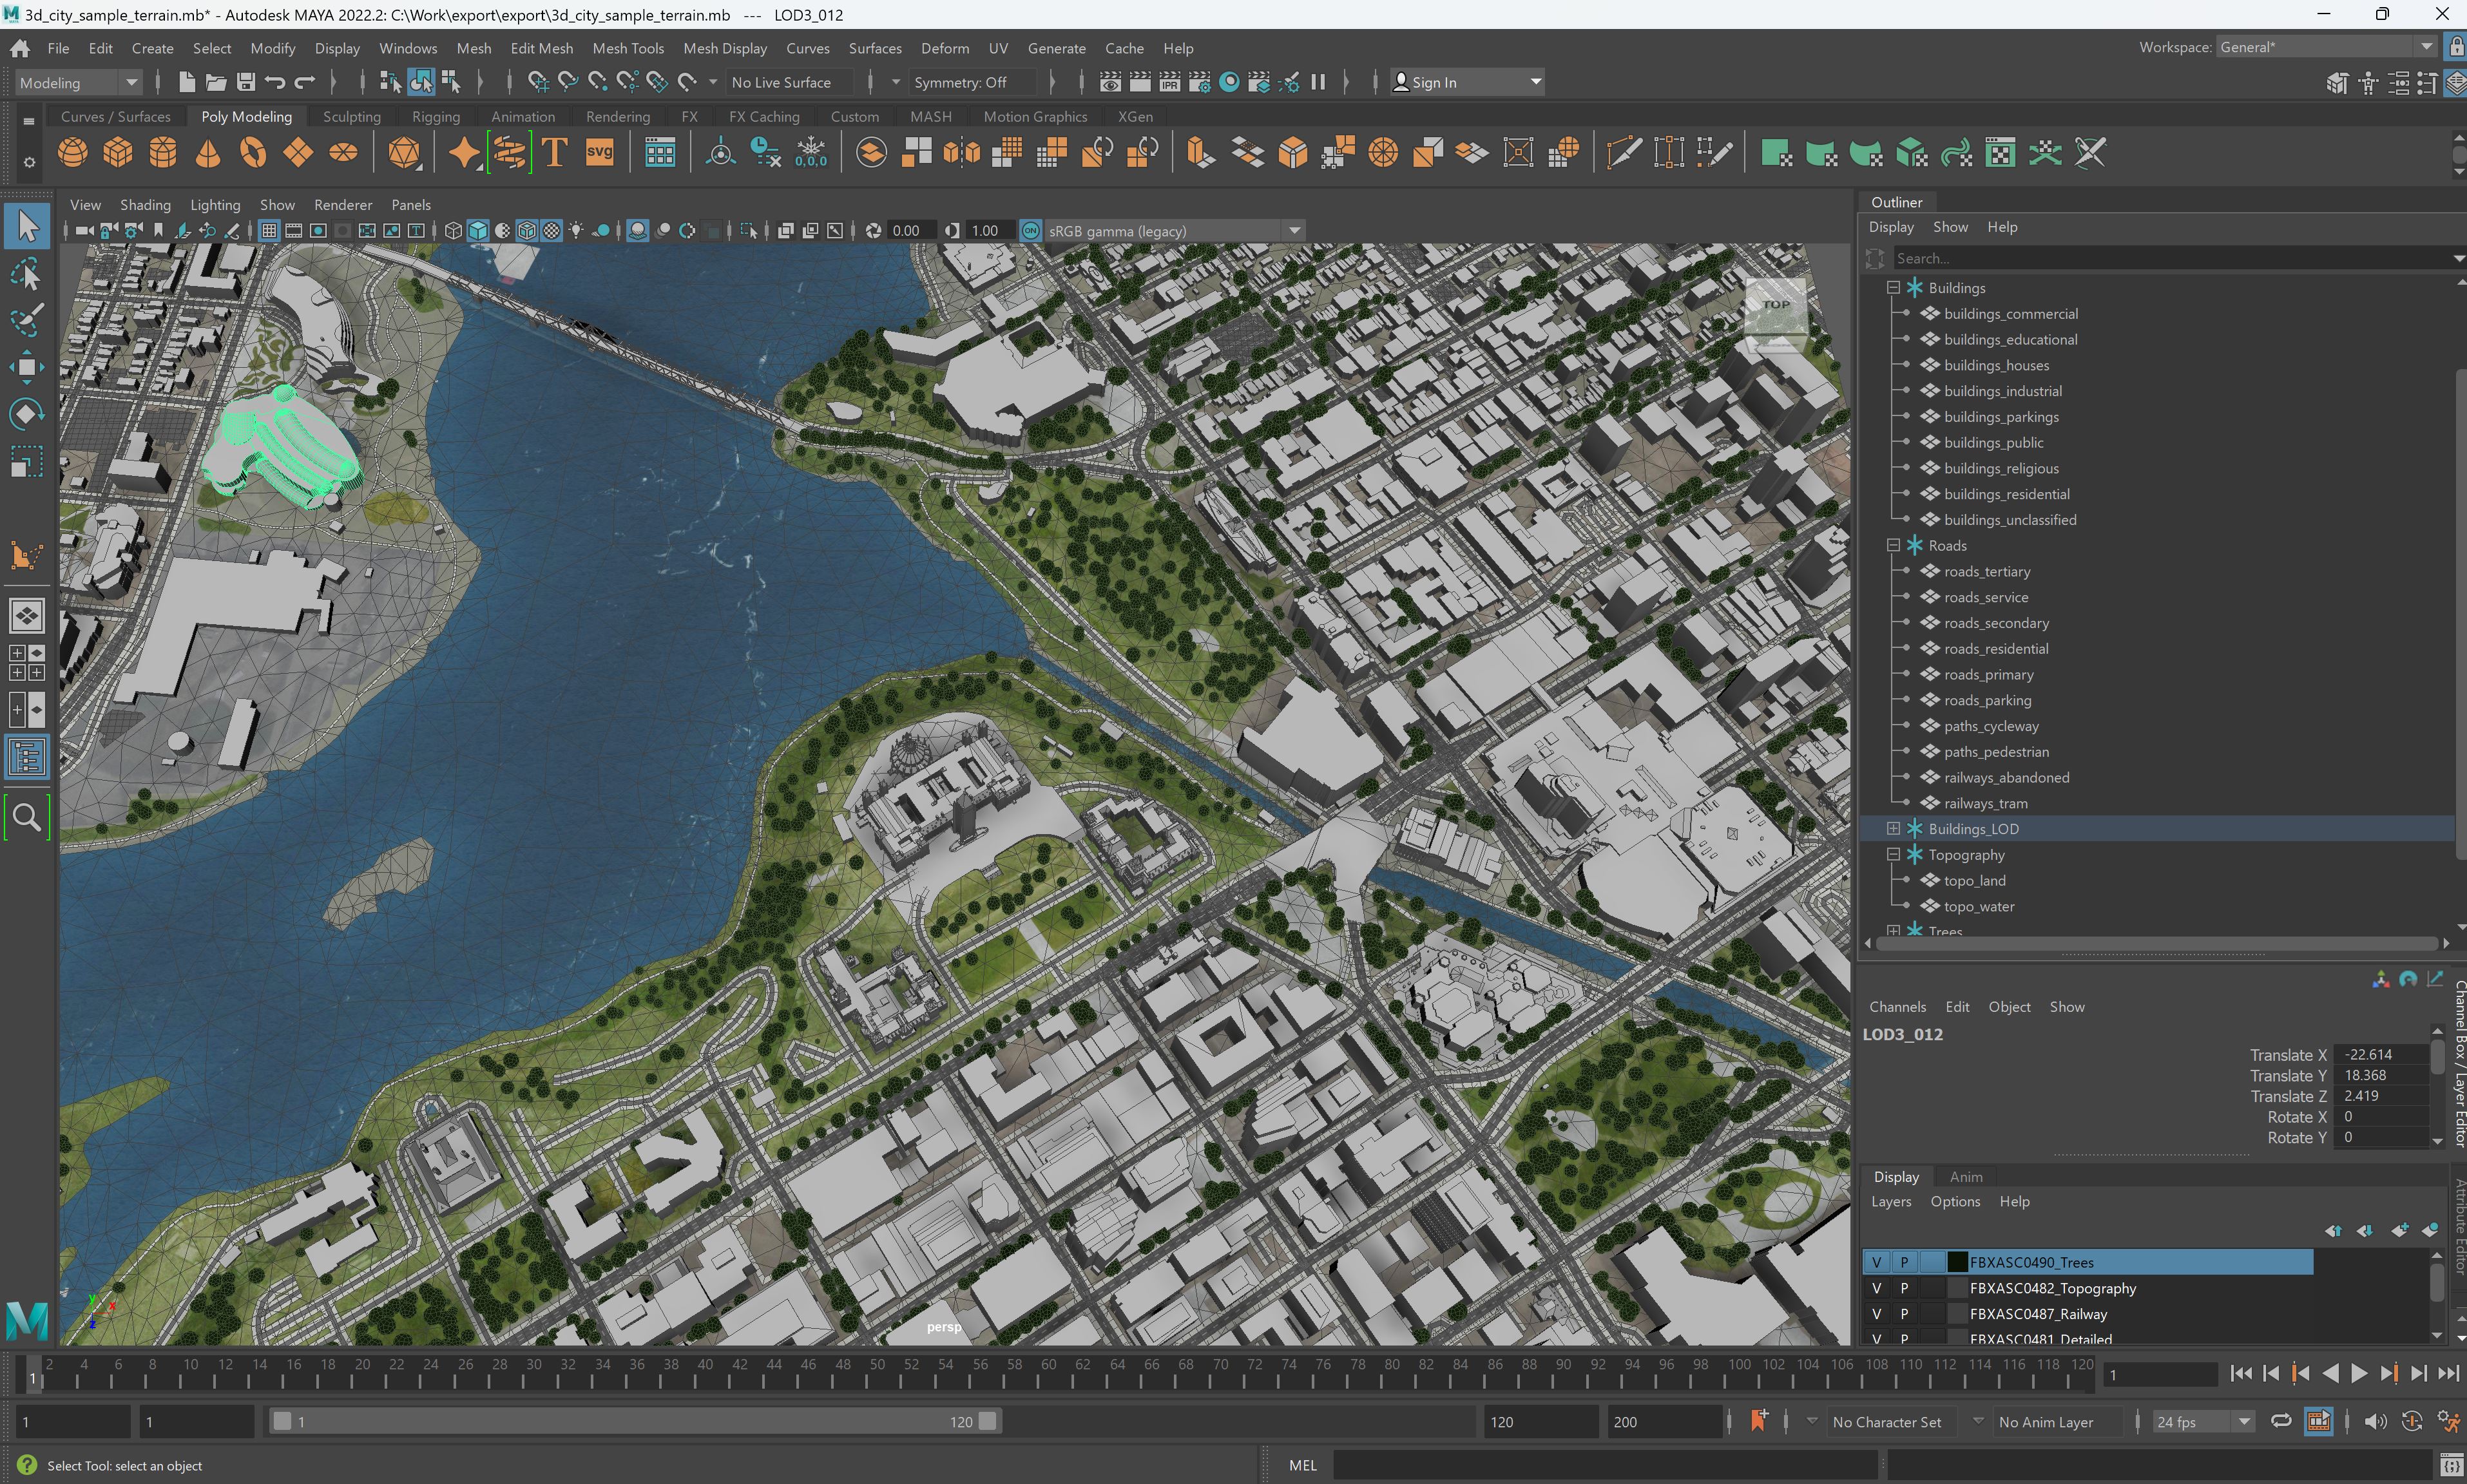 3d_city_sample_terrain.mb* - Autodesk MAYA 2022.2: C:\Work\export\export\3d_city_sample_terrain.mb --- LOD3_012
File Edit Create Select Modify Display Windows Mesh Edit Mesh Mesh Tools Mesh Display Curves Surfaces Deform UV Generate Cache Help
Workspace: General*
Modeling
No Live Surface
Symmetry: Off
IPR
Sign In
Curves / Surfaces Poly Modeling Sculpting Rigging Animation Rendering FX FX Caching Custom MASH Motion Graphics XGen
T
svg
0,0,0
View Shading Lighting Show Renderer Panels
0.00
1.00
ON
sRGB gamma (legacy)
TOP
persp
y
x
z
Outliner
Display Show Help
Search...
Buildings
buildings_commercial
buildings_educational
buildings_houses
buildings_industrial
buildings_parkings
buildings_public
buildings_religious
buildings_residential
buildings_unclassified
Roads
roads_tertiary
roads_service
roads_secondary
roads_residential
roads_primary
roads_parking
paths_cycleway
paths_pedestrian
railways_abandoned
railways_tram
Buildings_LOD
Topography
topo_land
topo_water
Trees
Channels Edit Object Show
LOD3_012
Translate X -22.614
Translate Y 18.368
Translate Z 2.419
Rotate X 0
Rotate Y 0
Channel Box / Layer Editor
Attribute Editor
Display Anim
Layers Options Help
V P FBXASC0490_Trees
V P FBXASC0482_Topography
V P FBXASC0487_Railway
V P FBXASC0481_Detailed
M
1 2 4 6 8 10 12 14 16 18 20 22 24 26 28 30 32 34 36 38 40 42 44 46 48 50 52 54 56 58 60 62 64 66 68 70 72 74 76 78 80 82 84 86 88 90 92 94 96 98 100 102 104 106 108 110 112 114 116 118 120
1
1 1 1 120 120 200
No Character Set
No Anim Layer
24 fps
Select Tool: select an object
MEL